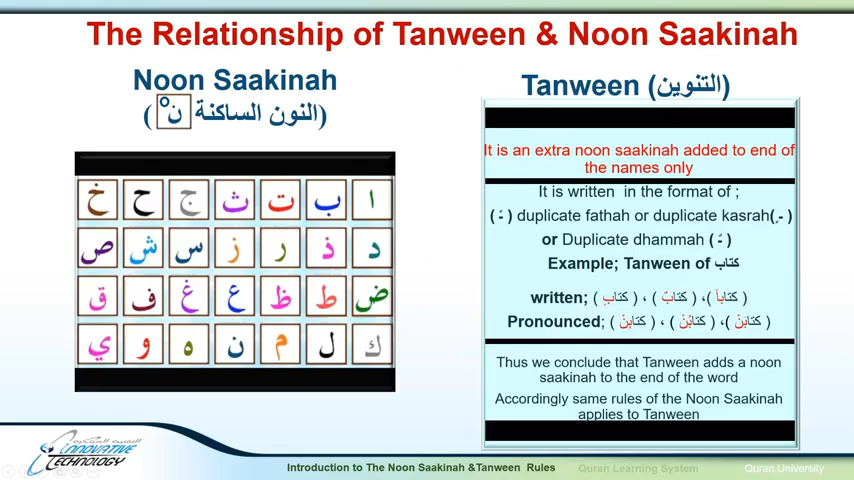 The Relationship of Tanween & Noon Saakinah
Noon Saakinah
(النون الساكنة نْ)
ا ب ت ث ج ح خ
د ذ ر ز س ش ص
ض ط ظ ع غ ف ق
ك ل م ن ه و ي
Tanween (التنوين)
It is an extra noon saakinah added to end of
the names only
It is written in the format of ;
( ـً ) duplicate fathah or duplicate kasrah( ـٍ )
or Duplicate dhammah ( ـٌ )
Example; Tanween of كتاب
written; ( كتاباً )، ( كتابٌ ) ، ( كتابٍ )
Pronounced; ( كتابَنْ )، ( كتابُنْ ) ، ( كتابِنْ )
Thus we conclude that Tanween adds a noon
saakinah to the end of the word
Accordingly same rules of the Noon Saakinah
applies to Tanween
INNOVATIVE
TECHNOLOGY
Introduction to The Noon Saakinah &Tanween Rules Quran Learning System Quran University